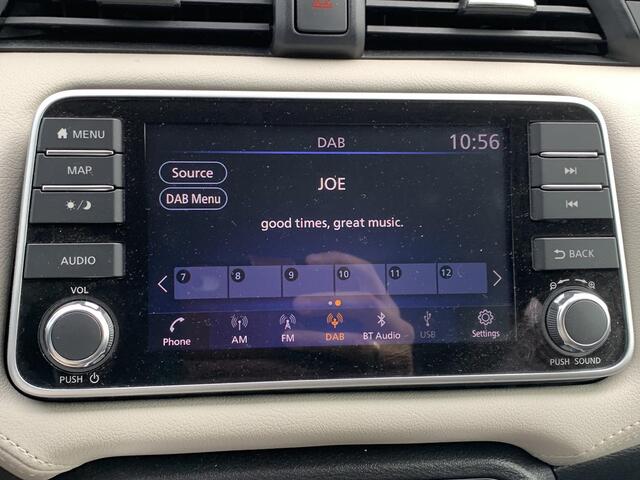 MENU
MAP
AUDIO
VOL
PUSH
DAB 10:56
Source
JOE
DAB Menu
good times, great music.
7 8 9 10 11 12
Phone AM FM DAB BT Audio USB Settings
BACK
PUSH SOUND